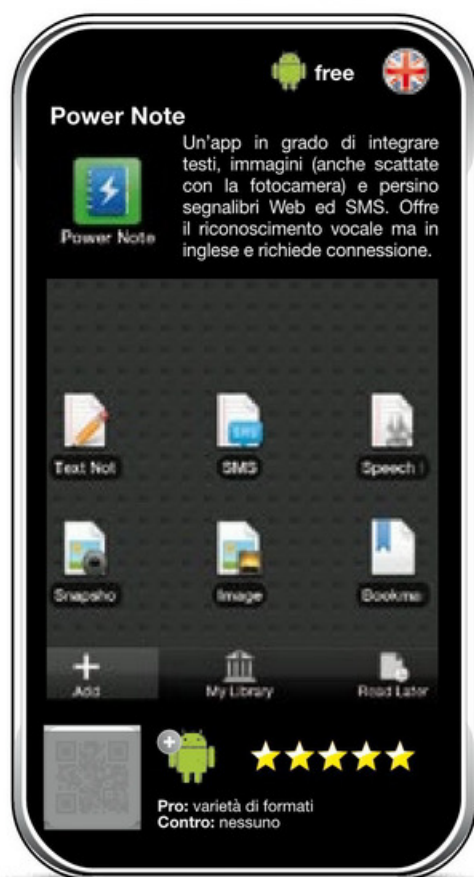 free
Power Note
Un'app in grado di integrare
testi, immagini (anche scattate
con la fotocamera) e persino
segnalibri Web ed SMS. Offre
il riconoscimento vocale ma in
inglese e richiede connessione.
Power Note
Text Not
SMS
SMS
Speech
Snapsho
Image
Bookma
Add
My Library
Read Later
Pro: varietà di formati
Contro: nessuno